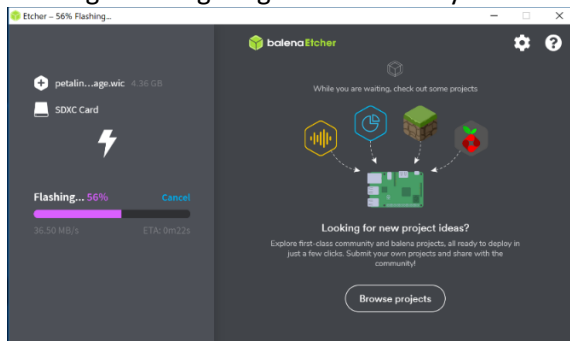 Etcher – 56% Flashing...
balenaEtcher
petalin...age.wic 4.36 GB
SDXC Card
While you are waiting, check out some projects
Flashing... 56% Cancel
36.50 MB/s ETA: 0m22s
Looking for new project ideas?
Explore first-class community and balena projects, all ready to deploy in
just a few clicks. Submit your own projects and share with the
community!
Browse projects